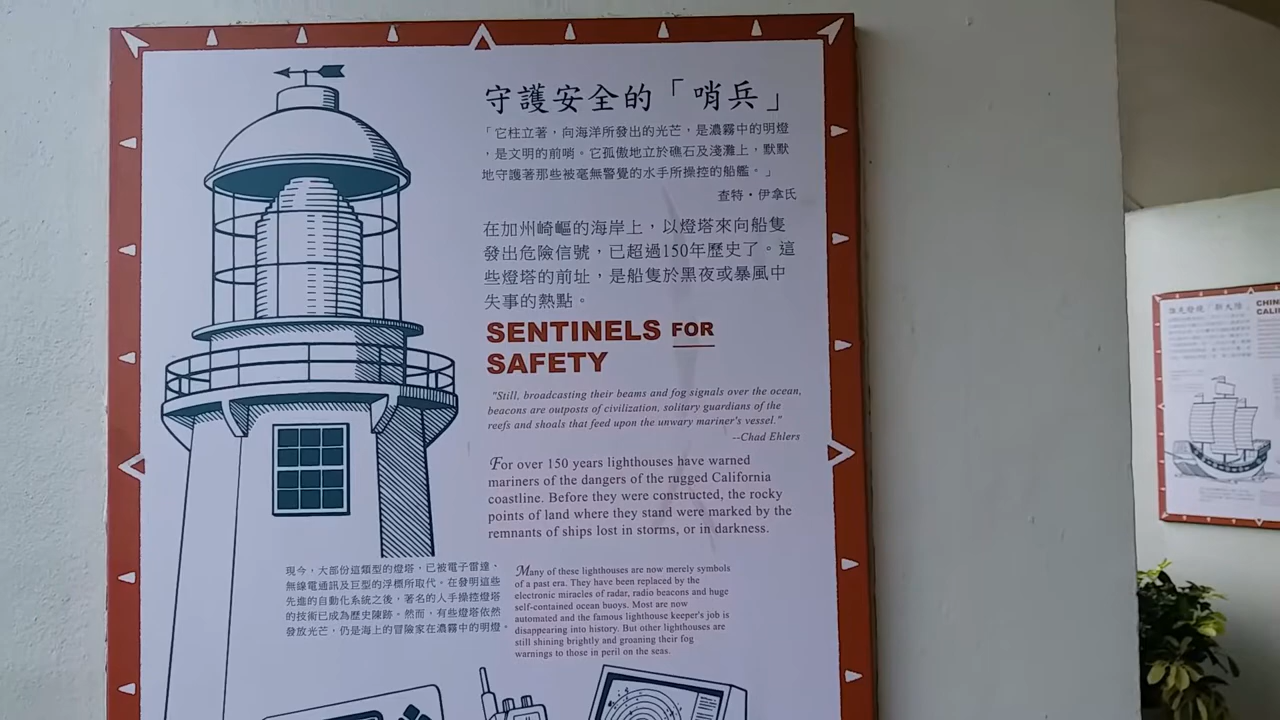 守護安全的「哨兵」
「它柱立著，向海洋所發出的光芒，是濃霧中的明燈
，是文明的前哨。它孤傲地立於礁石及淺灘上，默默
地守護著那些被毫無警覺的水手所操控的船艦。」
查特・伊拿氏
在加州崎嶇的海岸上，以燈塔來向船隻
發出危險信號，已超過150年歷史了。這
些燈塔的前址，是船隻於黑夜或暴風中
失事的熱點。
SENTINELS FOR
SAFETY
"Still, broadcasting their beams and fog signals over the ocean,
beacons are outposts of civilization, solitary guardians of the
reefs and shoals that feed upon the unwary mariner's vessel."
--Chad Ehlers
For over 150 years lighthouses have warned
mariners of the dangers of the rugged California
coastline. Before they were constructed, the rocky
points of land where they stand were marked by the
remnants of ships lost in storms, or in darkness.
現今，大部份這類型的燈塔，已被電子雷達，
無線電通訊及巨型的浮標所取代。在發明這些
先進的自動化系統之後，著名的人手操控燈塔
的技術已成為歷史陳跡。然而，有些燈塔依然
發放光芒，仍是海上的冒險家在濃霧中的明燈。
Many of these lighthouses are now merely symbols
of a past era. They have been replaced by the
electronic miracles of radar, radio beacons and huge
self-contained ocean buoys. Most are now
automated and the famous lighthouse keeper's job is
disappearing into history. But other lighthouses are
still shining brightly and groaning their fog
warnings to those in peril on the seas.
誰先發現「新大陸
CHIN
CALI